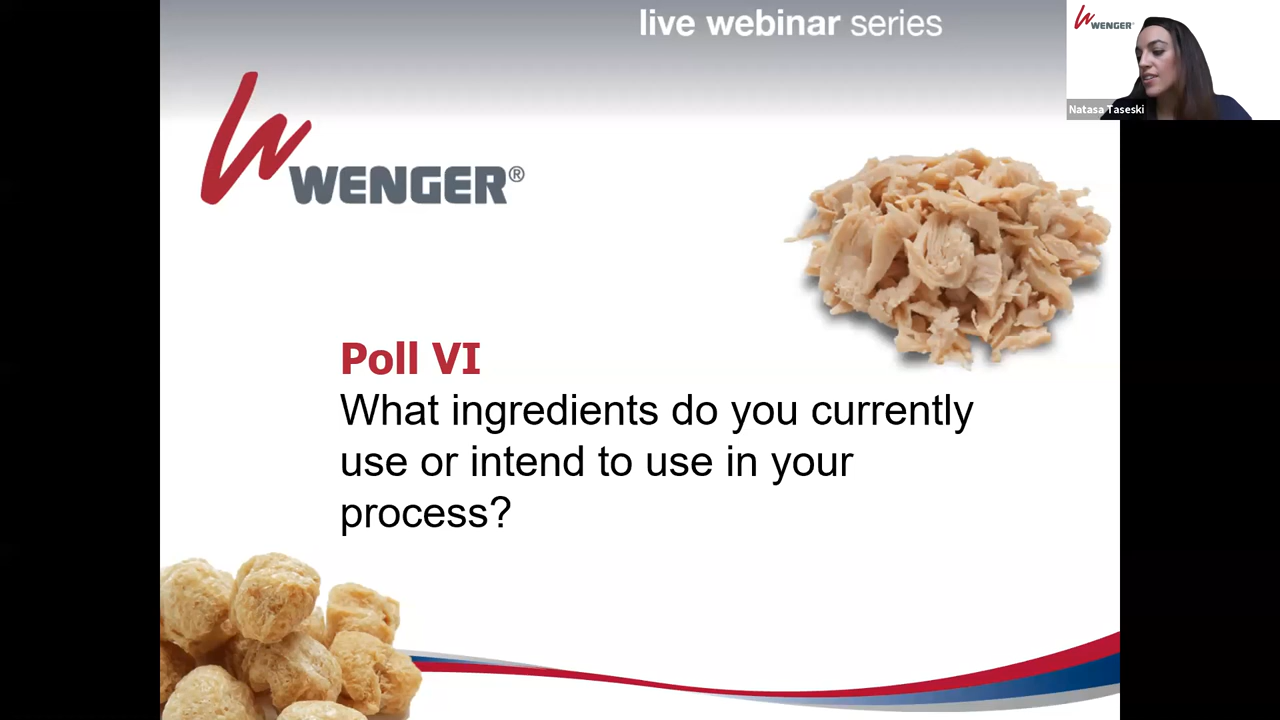 live webinar series
WENGER
Natasa Taseski
WENGER®
Poll VI
What ingredients do you currently
use or intend to use in your
process?